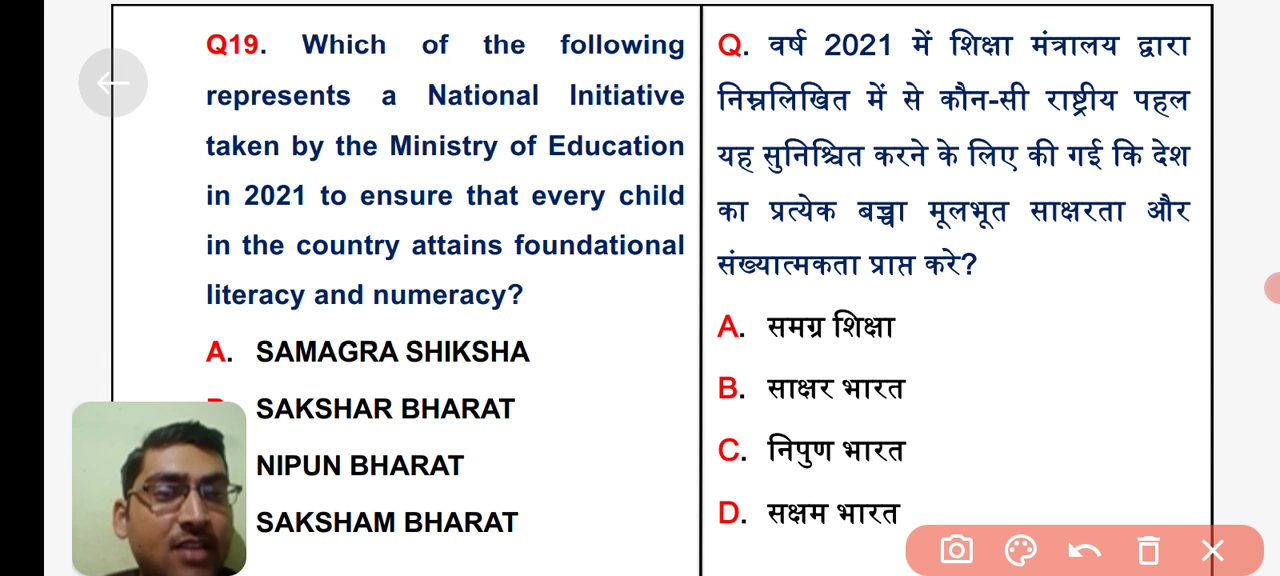 Q19. Which of the following
represents a National Initiative
taken by the Ministry of Education
in 2021 to ensure that every child
in the country attains foundational
literacy and numeracy?
A. SAMAGRA SHIKSHA
SAKSHAR BHARAT
NIPUN BHARAT
SAKSHAM BHARAT
Q. वर्ष 2021 में शिक्षा मंत्रालय द्वारा
निम्नलिखित में से कौन-सी राष्ट्रीय पहल
यह सुनिश्चित करने के लिए की गई कि देश
का प्रत्येक बच्चा मूलभूत साक्षरता और
संख्यात्मकता प्राप्त करे?
A. समग्र शिक्षा
B. साक्षर भारत
C. निपुण भारत
D. सक्षम भारत